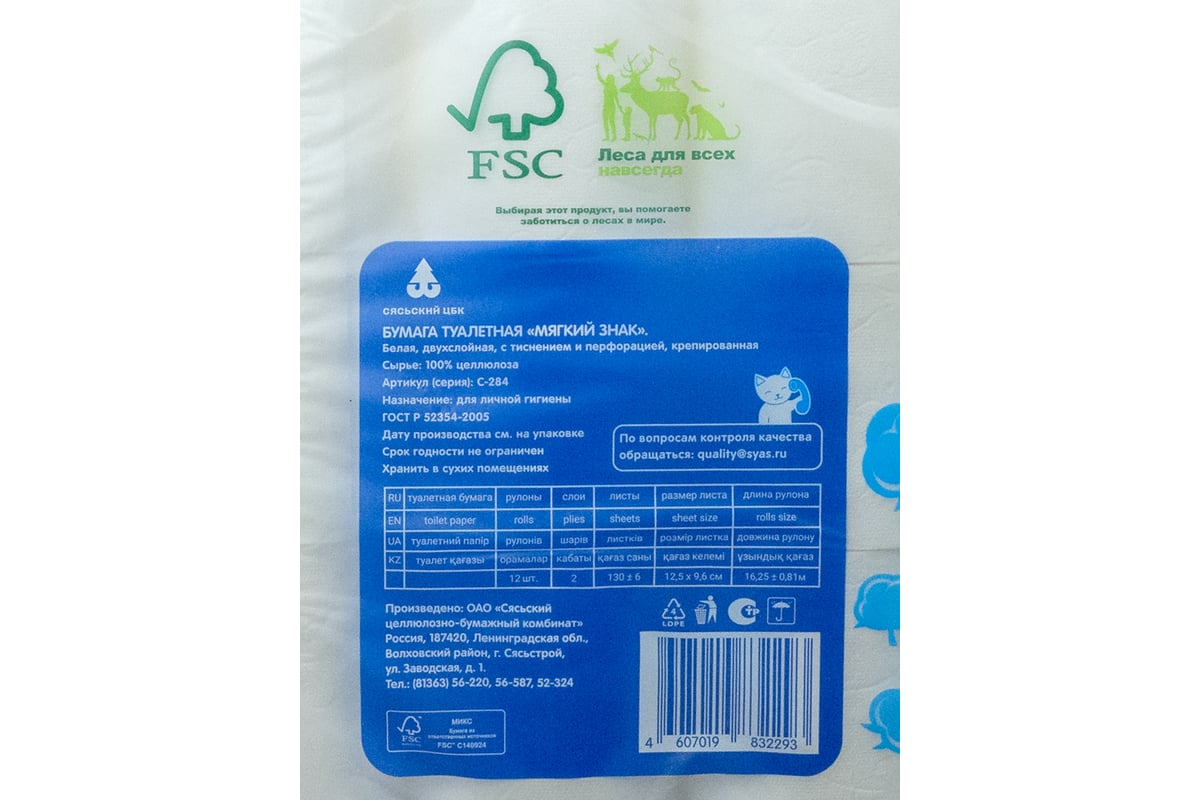 FSC
Леса для всех
навсегда
Выбирая этот продукт, вы помогаете
заботиться о лесах в мире.
СЯСЬСКИЙ ЦБК
БУМАГА ТУАЛЕТНАЯ «МЯГКИЙ ЗНАК».
Белая, двухслойная, с тиснением и перфорацией, крепированная
Сырье: 100% целлюлоза
Артикул (серия): С-284
Назначение: для личной гигиены
ГОСТ Р 52354-2005
Дату производства см. на упаковке
Срок годности не ограничен
Хранить в сухих помещениях
По вопросам контроля качества
обращаться: quality@syas.ru
RU туалетная бумага рулоны слои листы размер листа длина рулона
EN toilet paper rolls plies sheets sheet size rolls size
UA туалетний папір рулонів шарів листків розмір листка довжина рулону
KZ туалет қағазы орамалар кабаты қағаз саны қағаз келемі ұзындық қағаз
12 шт. 2 130 ± 6 12,5 х 9,6 см 16,25 ± 0,81м
Произведено: ОАО «Сясьский
целлюлозно-бумажный комбинат»
Россия, 187420, Ленинградская обл.,
Волховский район, г. Сясьстрой,
ул. Заводская, д. 1.
Тел.: (81363) 56-220, 56-587, 52-324
4
LDPE
СТР
FSC
МИКС
Бумага из
ответственных источников
FSC® C140924
4 607019 832293